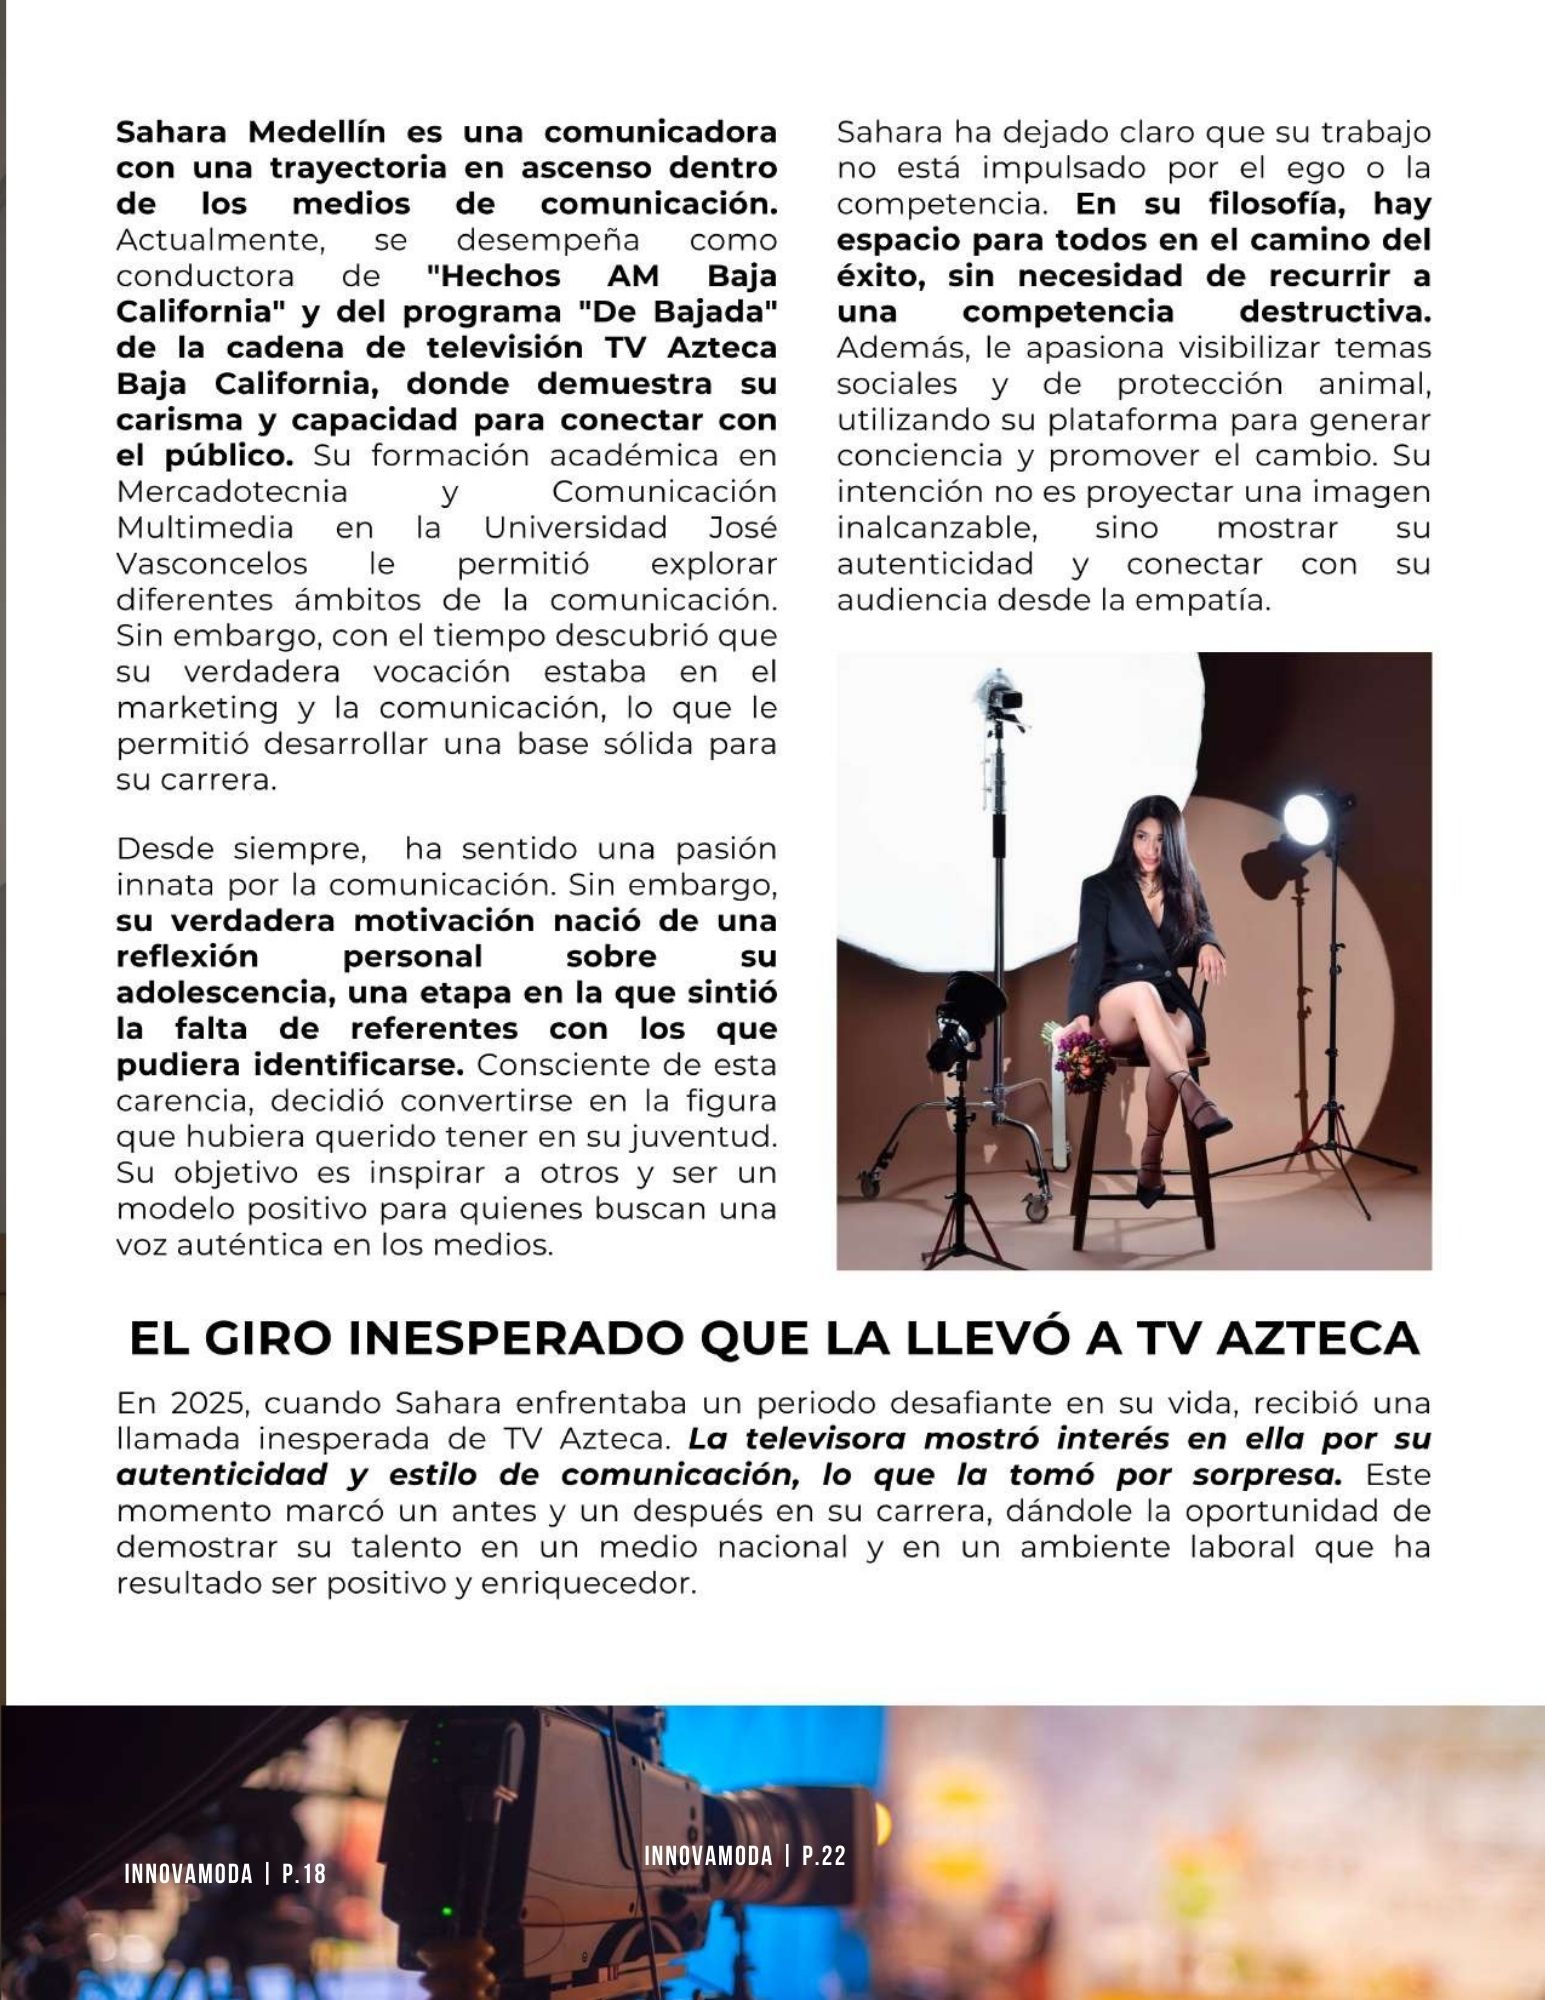 Sahara Medellín es una comunicadora
con una trayectoria en ascenso dentro
de los medios de comunicación.
Actualmente, se desempeña como
conductora de "Hechos AM Baja
California" y del programa "De Bajada"
de la cadena de televisión TV Azteca
Baja California, donde demuestra su
carisma y capacidad para conectar con
el público. Su formación académica en
Mercadotecnia y Comunicación
Multimedia en la Universidad José
Vasconcelos le permitió explorar
diferentes ámbitos de la comunicación.
Sin embargo, con el tiempo descubrió que
su verdadera vocación estaba en el
marketing y la comunicación, lo que le
permitió desarrollar una base sólida para
su carrera.
Desde siempre, ha sentido una pasión
innata por la comunicación. Sin embargo,
su verdadera motivación nació de una
reflexión personal sobre su
adolescencia, una etapa en la que sintió
la falta de referentes con los que
pudiera identificarse. Consciente de esta
carencia, decidió convertirse en la figura
que hubiera querido tener en su juventud.
Su objetivo es inspirar a otros y ser un
modelo positivo para quienes buscan una
voz auténtica en los medios.
Sahara ha dejado claro que su trabajo
no está impulsado por el ego o la
competencia. En su filosofía, hay
espacio para todos en el camino del
éxito, sin necesidad de recurrir a
una competencia destructiva.
Además, le apasiona visibilizar temas
sociales y de protección animal,
utilizando su plataforma para generar
conciencia y promover el cambio. Su
intención no es proyectar una imagen
inalcanzable, sino mostrar su
autenticidad y conectar con su
audiencia desde la empatía.
EL GIRO INESPERADO QUE LA LLEVÓ A TV AZTECA
En 2025, cuando Sahara enfrentaba un periodo desafiante en su vida, recibió una
llamada inesperada de TV Azteca. La televisora mostró interés en ella por su
autenticidad y estilo de comunicación, lo que la tomó por sorpresa. Este
momento marcó un antes y un después en su carrera, dándole la oportunidad de
demostrar su talento en un medio nacional y en un ambiente laboral que ha
resultado ser positivo y enriquecedor.
INNOVAMODA | P.22
INNOVAMODA | P.18